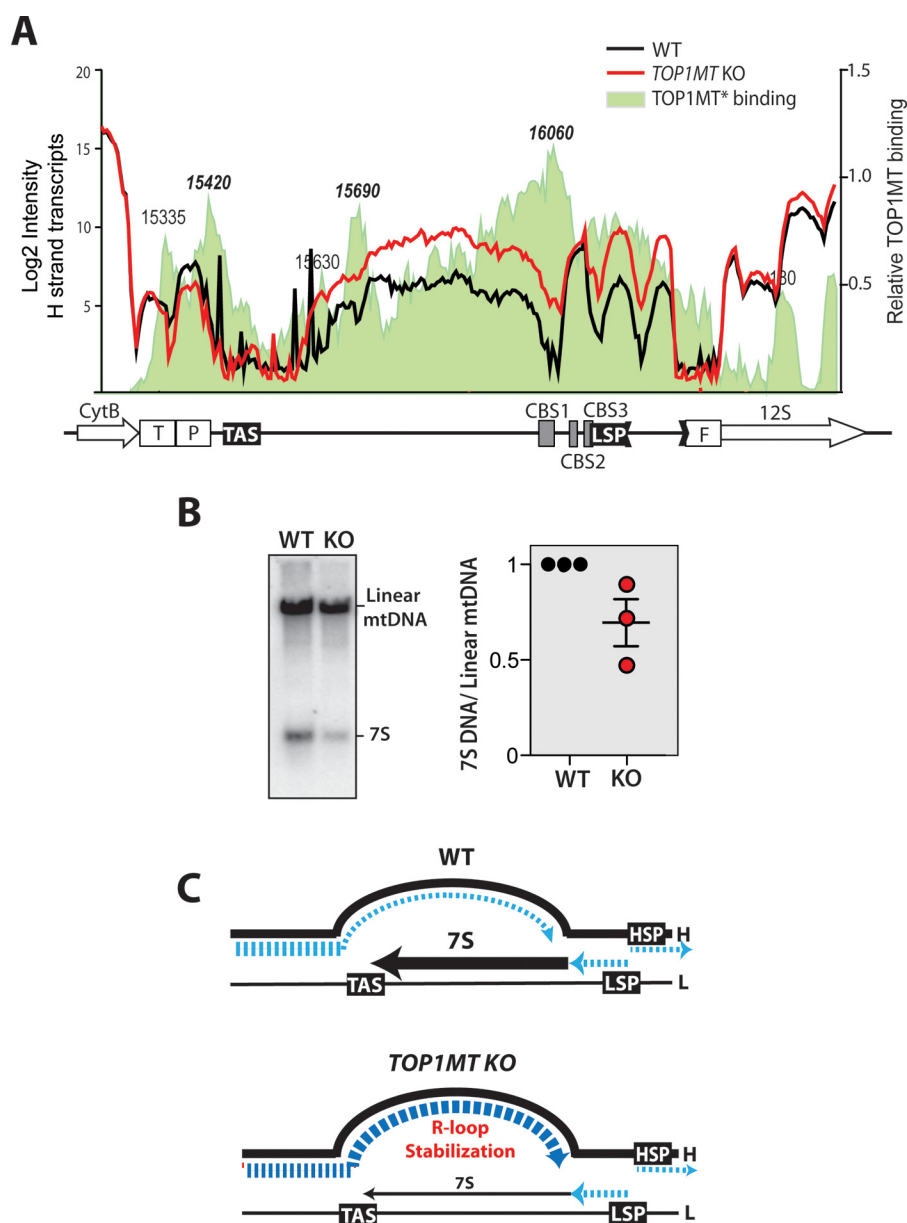 A
WT
TOP1MT KO
TOP1MT* binding
20
15
10
5
Log2 Intensity
H strand transcripts
1.5
1.0
0.5
0
Relative TOP1MT binding
15335
15420
15630
15690
16060
180
CytB
T
P
TAS
CBS1
CBS2
CBS3
LSP
F
12S
B
WT KO
Linear
mtDNA
7S
7S DNA/ Linear mtDNA
1
0.5
0
WT
KO
C
WT
7S
HSP
H
TAS
LSP
L
TOP1MT KO
R-loop
Stabilization
HSP
H
7S
TAS
LSP
L